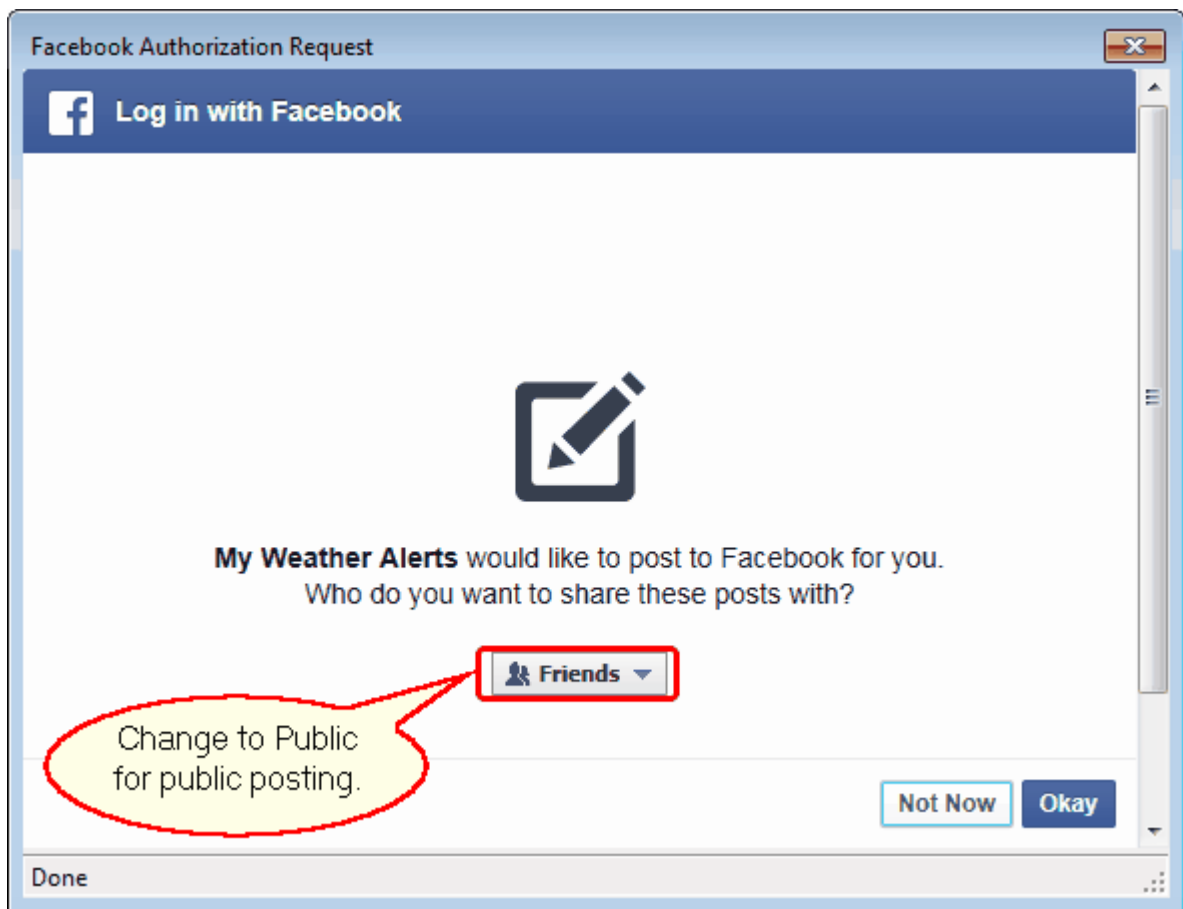 Facebook Authorization Request
Log in with Facebook
My Weather Alerts would like to post to Facebook for you.
Who do you want to share these posts with?
Friends
Change to Public
for public posting.
Not Now Okay
Done